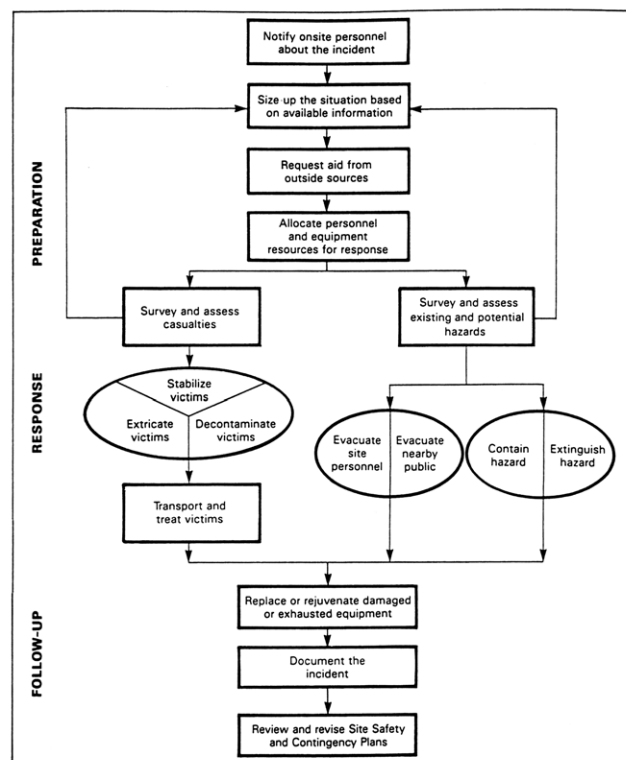 Notify onsite personnel
about the incident
Size up the situation based
on available information
Request aid from
outside sources
Allocate personnel
and equipment
resources for response
PREPARATION
Survey and assess
casualties
Survey and assess
existing and potential
hazards
RESPONSE
Stabilize
victims
Extricate
victims
Decontaminate
victims
Evacuate
site
personnel
Evacuate
nearby
public
Contain
hazard
Extinguish
hazard
Transport and
treat victims
FOLLOW-UP
Replace or rejuvenate damaged
or exhausted equipment
Document the
incident
Review and revise Site Safety
and Contingency Plans